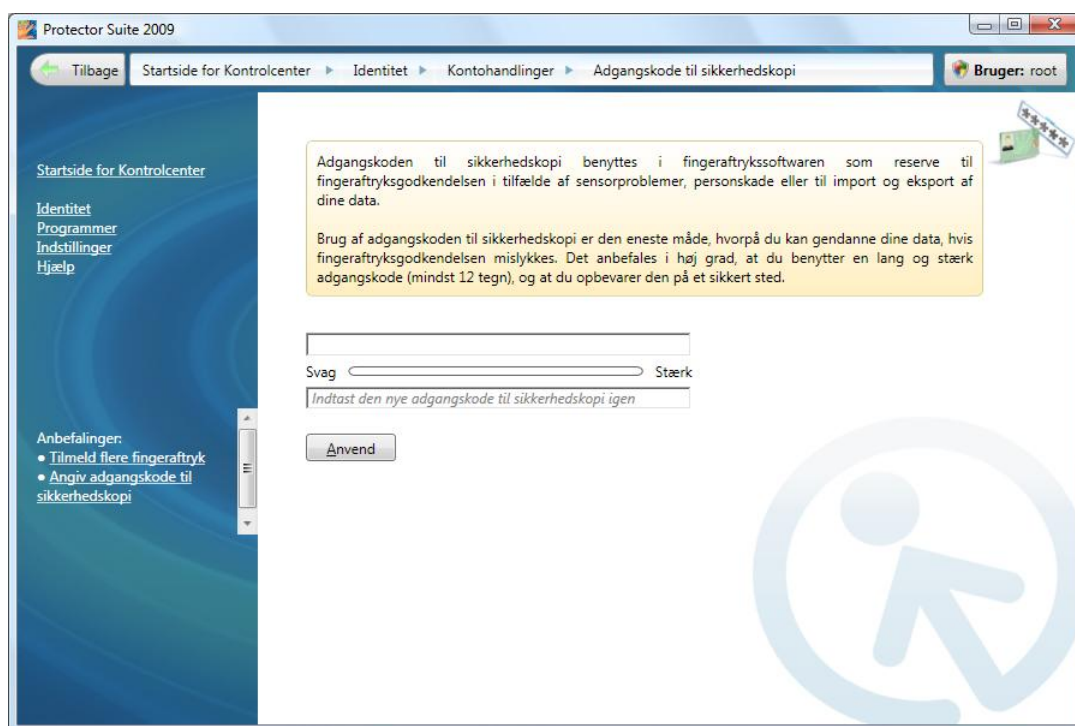 Protector Suite 2009
Tilbage
Startside for Kontrolcenter
Identitet
Kontohandlinger
Adgangskode til sikkerhedskopi
Bruger: root
Startside for Kontrolcenter
Identitet
Programmer
Indstillinger
Hjælp
Anbefalinger:
• Tilmeld flere fingeraftryk
• Angiv adgangskode til
sikkerhedskopi
Adgangskoden til sikkerhedskopi benyttes i fingeraftrykssoftwaren som reserve til
fingeraftryksgodkendelsen i tilfælde af sensorproblemer, personskade eller til import og eksport af
dine data.
Brug af adgangskoden til sikkerhedskopi er den eneste måde, hvorpå du kan gendanne dine data, hvis
fingeraftryksgodkendelsen mislykkes. Det anbefales i høj grad, at du benytter en lang og stærk
adgangskode (mindst 12 tegn), og at du opbevarer den på et sikkert sted.
Svag
Stærk
Indtast den nye adgangskode til sikkerhedskopi igen
Anvend